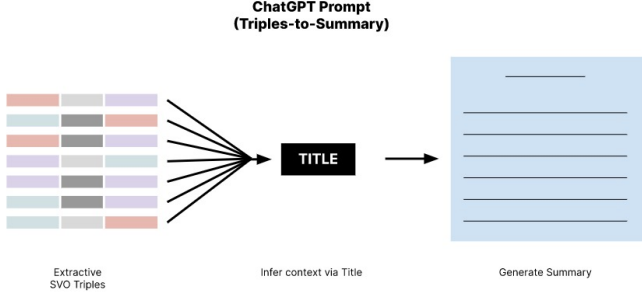 ChatGPT Prompt
(Triples-to-Summary)
TITLE
Extractive
SVO Triples
Infer context via Title
Generate Summary